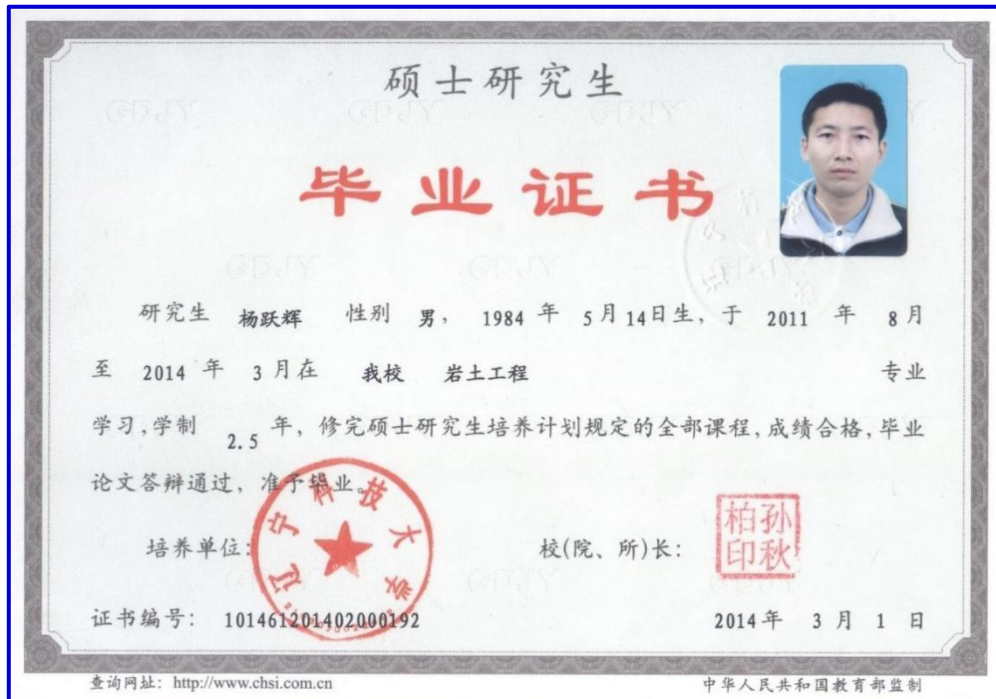 硕士研究生
毕业证书
研究生 杨跃辉 性别 男, 1984 年 5月14日生, 于 2011 年 8月
至 2014 年 3月在 我校 岩土工程 专业
学习,学制 2.5 年, 修完硕士研究生培养计划规定的全部课程, 成绩合格, 毕业
论文答辩通过, 准予毕业。
培养单位:
辽宁科技大学
校(院、所)长:
孙秋柏印
证书编号: 101461201402000192
2014年 3月 1日
查询网址: http://www.chsi.com.cn
中华人民共和国教育部监制